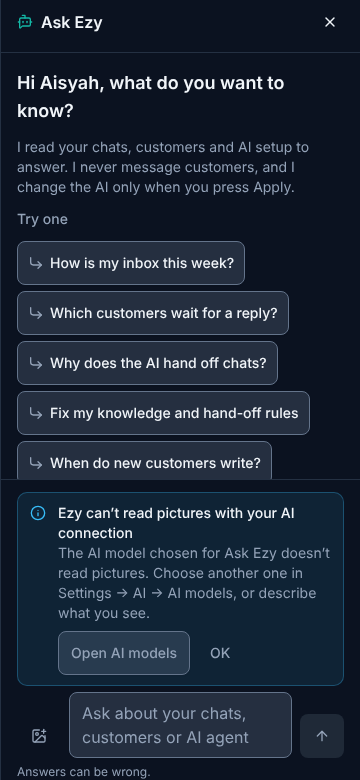 Ask Ezy
Hi Aisyah, what do you want to
know?
I read your chats, customers and AI setup to
answer. I never message customers, and I
change the AI only when you press Apply.
Try one
How is my inbox this week?
Which customers wait for a reply?
Why does the AI hand off chats?
Fix my knowledge and hand-off rules
When do new customers write?
Ezy can’t read pictures with your AI
connection
The AI model chosen for Ask Ezy doesn’t
read pictures. Choose another one in
Settings → AI → AI models, or describe
what you see.
Open AI models
OK
Ask about your chats,
customers or AI agent
Answers can be wrong.